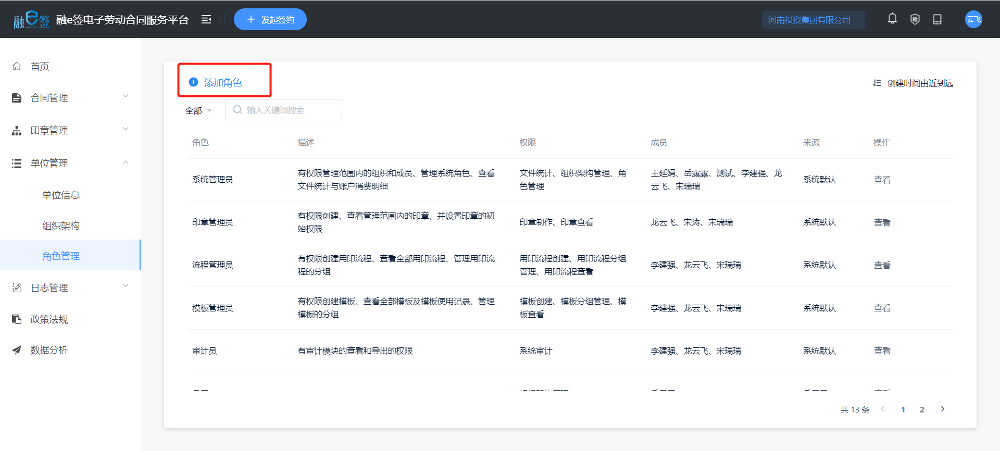 融e签 融e签电子劳动合同服务平台 发起签约 河南投资集团有限公司 云飞
首页
合同管理
印章管理
单位管理
单位信息
组织架构
角色管理
日志管理
政策法规
数据分析
添加角色 创建时间由近到远
全部 输入关键词搜索
角色 描述 权限 成员 来源 操作
系统管理员 有权限管理范围内的组织和成员、管理系统角色、查看 文件统计、组织架构管理、角 王延娟、岳露露、测试、李建强、龙 系统默认 查看
文件统计与账户消费明细 色管理 云飞、宋瑞瑞
印章管理员 有权限创建、查看管理范围内的印章，并设置印章的初 印章制作、印章查看 龙云飞、宋涛、宋瑞瑞 系统默认 查看
始权限
流程管理员 有权限创建用印流程、查看全部用印流程、管理用印流 用印流程创建、用印流程分组 李建强、龙云飞、宋瑞瑞 系统默认 查看
程的分组 管理、用印流程查看
模板管理员 有权限创建模板、查看全部模板及模板使用记录、管理 模板创建、模板分组管理、模 李建强、龙云飞、宋瑞瑞 系统默认 查看
模板的分组 板查看
审计员 有审计模块的查看和导出的权限 系统审计 李建强、龙云飞、宋瑞瑞 系统默认 查看
共 13 条 1 2